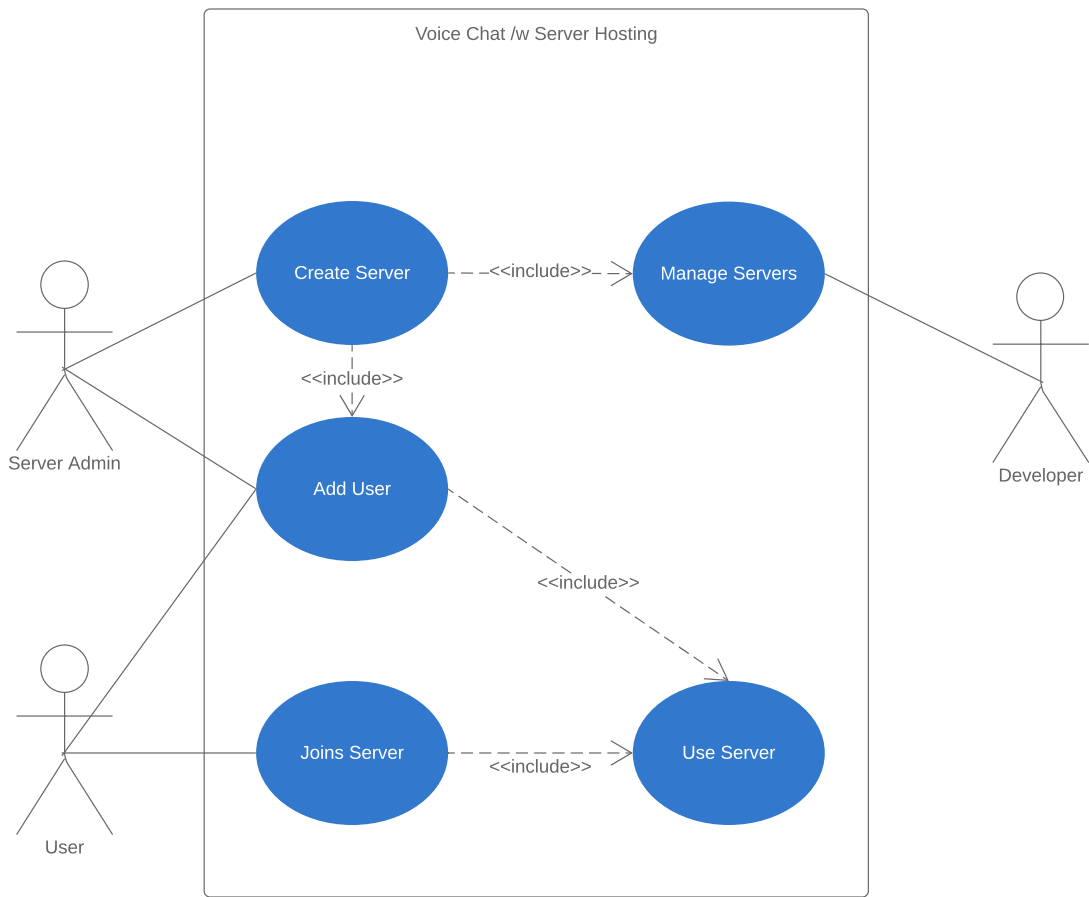 Voice Chat /w Server Hosting
Create Server
<<include>>
Manage Servers
<<include>>
Server Admin
Developer
Add User
<<include>>
Joins Server
<<include>>
Use Server
User